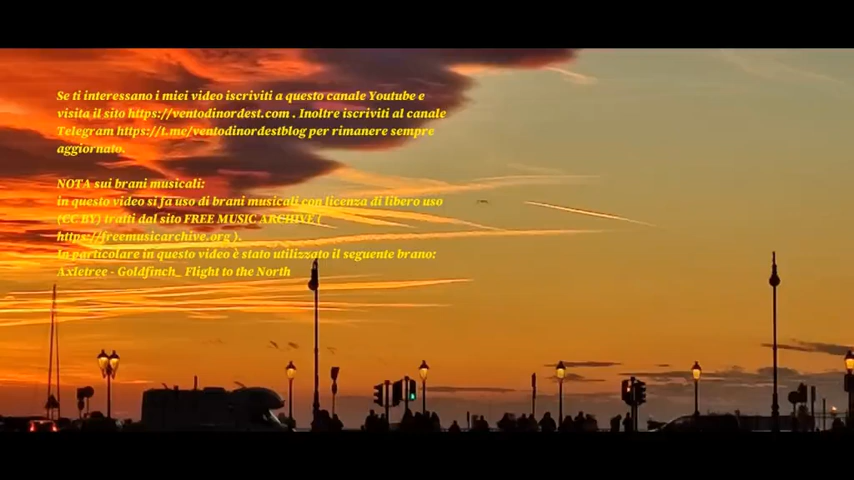 Se ti interessano i miei video iscriviti a questo canale Youtube e
visita il sito https://ventodinordest.com . Inoltre iscriviti al canale
Telegram https://t.me/ventodinordestblog per rimanere sempre
aggiornato.
NOTA sui brani musicali:
in questo video si fa uso di brani musicali con licenza di libero uso
(CC BY) tratti dal sito FREE MUSIC ARCHIVE (
https://freemusicarchive.org ).
In particolare in questo video è stato utilizzato il seguente brano:
Axletree - Goldfinch_ Flight to the North